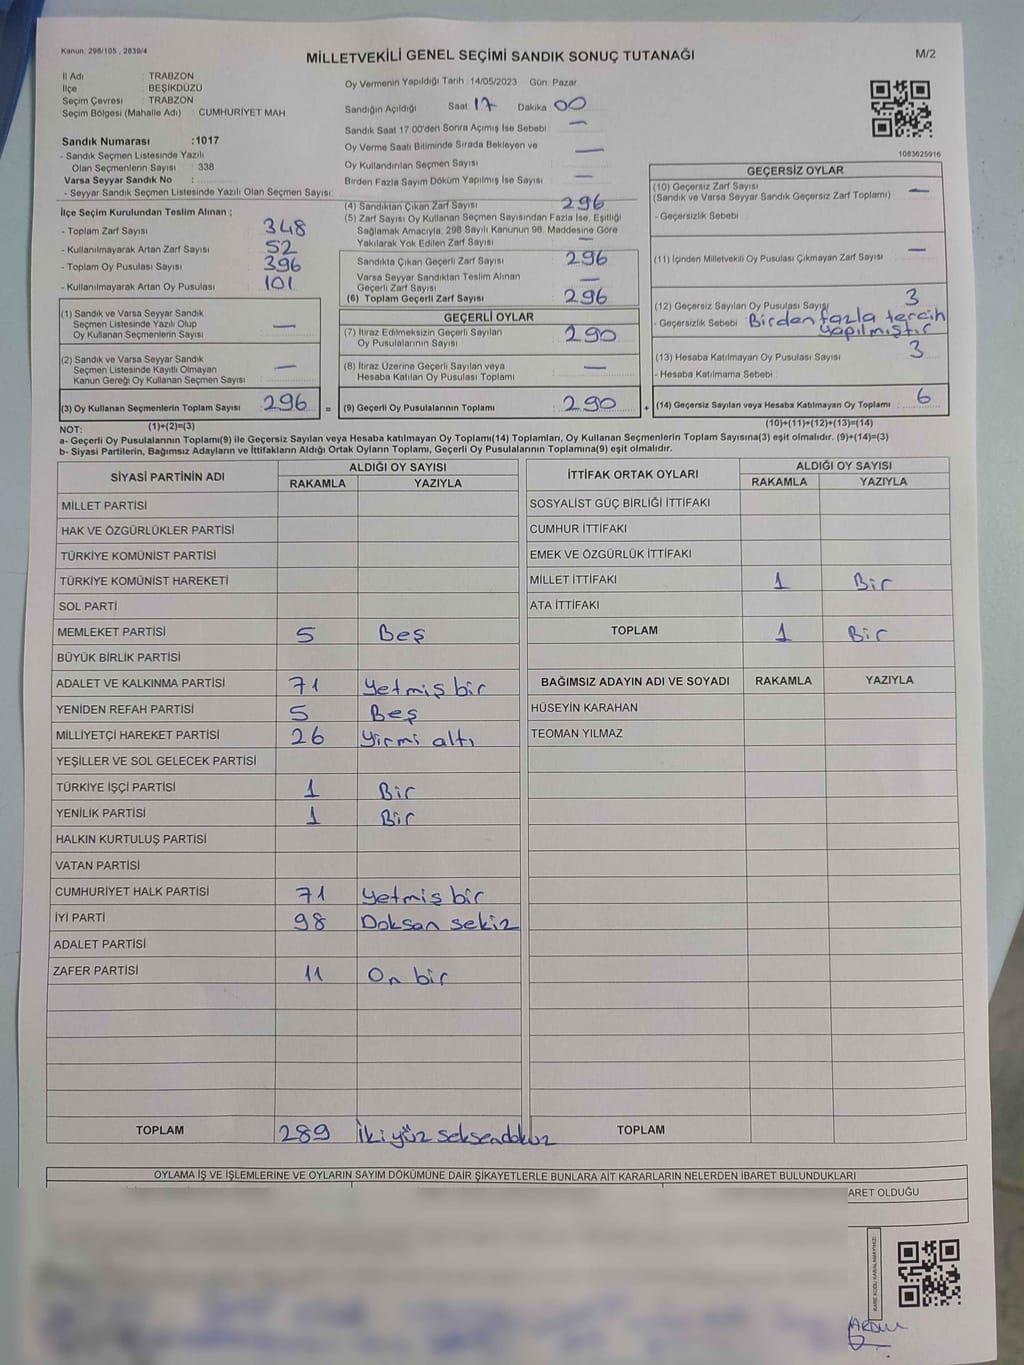 Kanun: 298/105 , 2839/4
MİLLETVEKİLİ GENEL SEÇİMİ SANDIK SONUÇ TUTANAĞI
M/2
İl Adı : TRABZON
İlçe : BEŞİKDÜZÜ
Seçim Çevresi : TRABZON
Seçim Bölgesi (Mahalle Adı) : CUMHURİYET MAH
Sandık Numarası :1017
- Sandık Seçmen Listesinde Yazılı
Olan Seçmenlerin Sayısı : 338
Varsa Seyyar Sandık No :
- Seyyar Sandık Seçmen Listesinde Yazılı Olan Seçmen Sayısı:
İlçe Seçim Kurulundan Teslim Alınan ;
- Toplam Zarf Sayısı 348
- Kullanılmayarak Artan Zarf Sayısı 52
- Toplam Oy Pusulası Sayısı 396
- Kullanılmayarak Artan Oy Pusulası 101
(1) Sandık ve Varsa Seyyar Sandık
Seçmen Listesinde Yazılı Olup
Oy Kullanan Seçmenlerin Sayısı —
(2) Sandık ve Varsa Seyyar Sandık
Seçmen Listesinde Kayıtlı Olmayan
Kanun Gereği Oy Kullanan Seçmen Sayısı —
(3) Oy Kullanan Seçmenlerin Toplam Sayısı 296 =
(1)+(2)=(3)
Oy Vermenin Yapıldığı Tarih :14/05/2023 Gün: Pazar
Sandığın Açıldığı Saat 17 Dakika 00
Sandık Saat 17:00'den Sonra Açımış İse Sebebi —
Oy Verme Saati Bitiminde Sırada Bekleyen ve
Oy Kullandırılan Seçmen Sayısı —
Birden Fazla Sayım Döküm Yapılmış İse Sayısı —
(4) Sandıktan Çıkan Zarf Sayısı 296
(5) Zarf Sayısı Oy Kullanan Seçmen Sayısından Fazla İse, Eşitliği
Sağlamak Amacıyla, 298 Sayılı Kanunun 98. Maddesine Göre
Yakılarak Yok Edilen Zarf Sayısı —
Sandıkta Çıkan Geçerli Zarf Sayısı 296
Varsa Seyyar Sandıktan Teslim Alınan
Geçerli Zarf Sayısı —
(6) Toplam Geçerli Zarf Sayısı 296
GEÇERLİ OYLAR
(7) İtiraz Edilmeksizin Geçerli Sayılan
Oy Pusulalarının Sayısı 290
(8) İtiraz Üzerine Geçerli Sayılan veya
Hesaba Katılan Oy Pusulası Toplamı —
(9) Geçerli Oy Pusulalarının Toplamı 290 +
1083625916
GEÇERSİZ OYLAR
(10) Geçersiz Zarf Sayısı
(Sandık ve Varsa Seyyar Sandık Geçersiz Zarf Toplamı) —
- Geçersizlik Sebebi
(11) İçinden Milletvekili Oy Pusulası Çıkmayan Zarf Sayısı —
(12) Geçersiz Sayılan Oy Pusulası Sayısı 3
- Geçersizlik Sebebi Birden fazla tercih
yapılmıştır
(13) Hesaba Katılmayan Oy Pusulası Sayısı 3
- Hesaba Katılmama Sebebi
(14) Geçersiz Sayılan veya Hesaba Katılmayan Oy Toplamı : 6
(10)+(11)+(12)+(13)=(14)
NOT:
a- Geçerli Oy Pusulalarının Toplamı(9) ile Geçersiz Sayılan veya Hesaba katılmayan Oy Toplamı(14) Toplamları, Oy Kullanan Seçmenlerin Toplam Sayısına(3) eşit olmalıdır. (9)+(14)=(3)
b- Siyasi Partilerin, Bağımsız Adayların ve İttifakların Aldığı Ortak Oyların Toplamı, Geçerli Oy Pusulalarının Toplamına(9) eşit olmalıdır.
SİYASİ PARTİNİN ADI
ALDIĞI OY SAYISI
RAKAMLA YAZIYLA
MİLLET PARTİSİ
HAK VE ÖZGÜRLÜKLER PARTİSİ
TÜRKİYE KOMÜNİST PARTİSİ
TÜRKİYE KOMÜNİST HAREKETİ
SOL PARTİ
MEMLEKET PARTİSİ 5 Beş
BÜYÜK BİRLİK PARTİSİ
ADALET VE KALKINMA PARTİSİ 71 Yetmiş bir
YENİDEN REFAH PARTİSİ 5 Beş
MİLLİYETÇİ HAREKET PARTİSİ 26 Yirmi altı
YEŞİLLER VE SOL GELECEK PARTİSİ
TÜRKİYE İŞÇİ PARTİSİ 1 Bir
YENİLİK PARTİSİ 1 Bir
HALKIN KURTULUŞ PARTİSİ
VATAN PARTİSİ
CUMHURİYET HALK PARTİSİ 71 Yetmiş bir
İYİ PARTİ 98 Doksan sekiz
ADALET PARTİSİ
ZAFER PARTİSİ 11 On bir
TOPLAM 289 İki yüz seksendokuz
İTTİFAK ORTAK OYLARI
ALDIĞI OY SAYISI
RAKAMLA YAZIYLA
SOSYALİST GÜÇ BİRLİĞİ İTTİFAKI
CUMHUR İTTİFAKI
EMEK VE ÖZGÜRLÜK İTTİFAKI
MİLLET İTTİFAKI 1 Bir
ATA İTTİFAKI
TOPLAM 1 Bir
BAĞIMSIZ ADAYIN ADI VE SOYADI RAKAMLA YAZIYLA
HÜSEYİN KARAHAN
TEOMAN YILMAZ
TOPLAM
OYLAMA İŞ VE İŞLEMLERİNE VE OYLARIN SAYIM DÖKÜMÜNE DAİR ŞİKAYETLERLE BUNLARA AİT KARARLARIN NELERDEN İBARET BULUNDUKLARI
ARET OLDUĞU